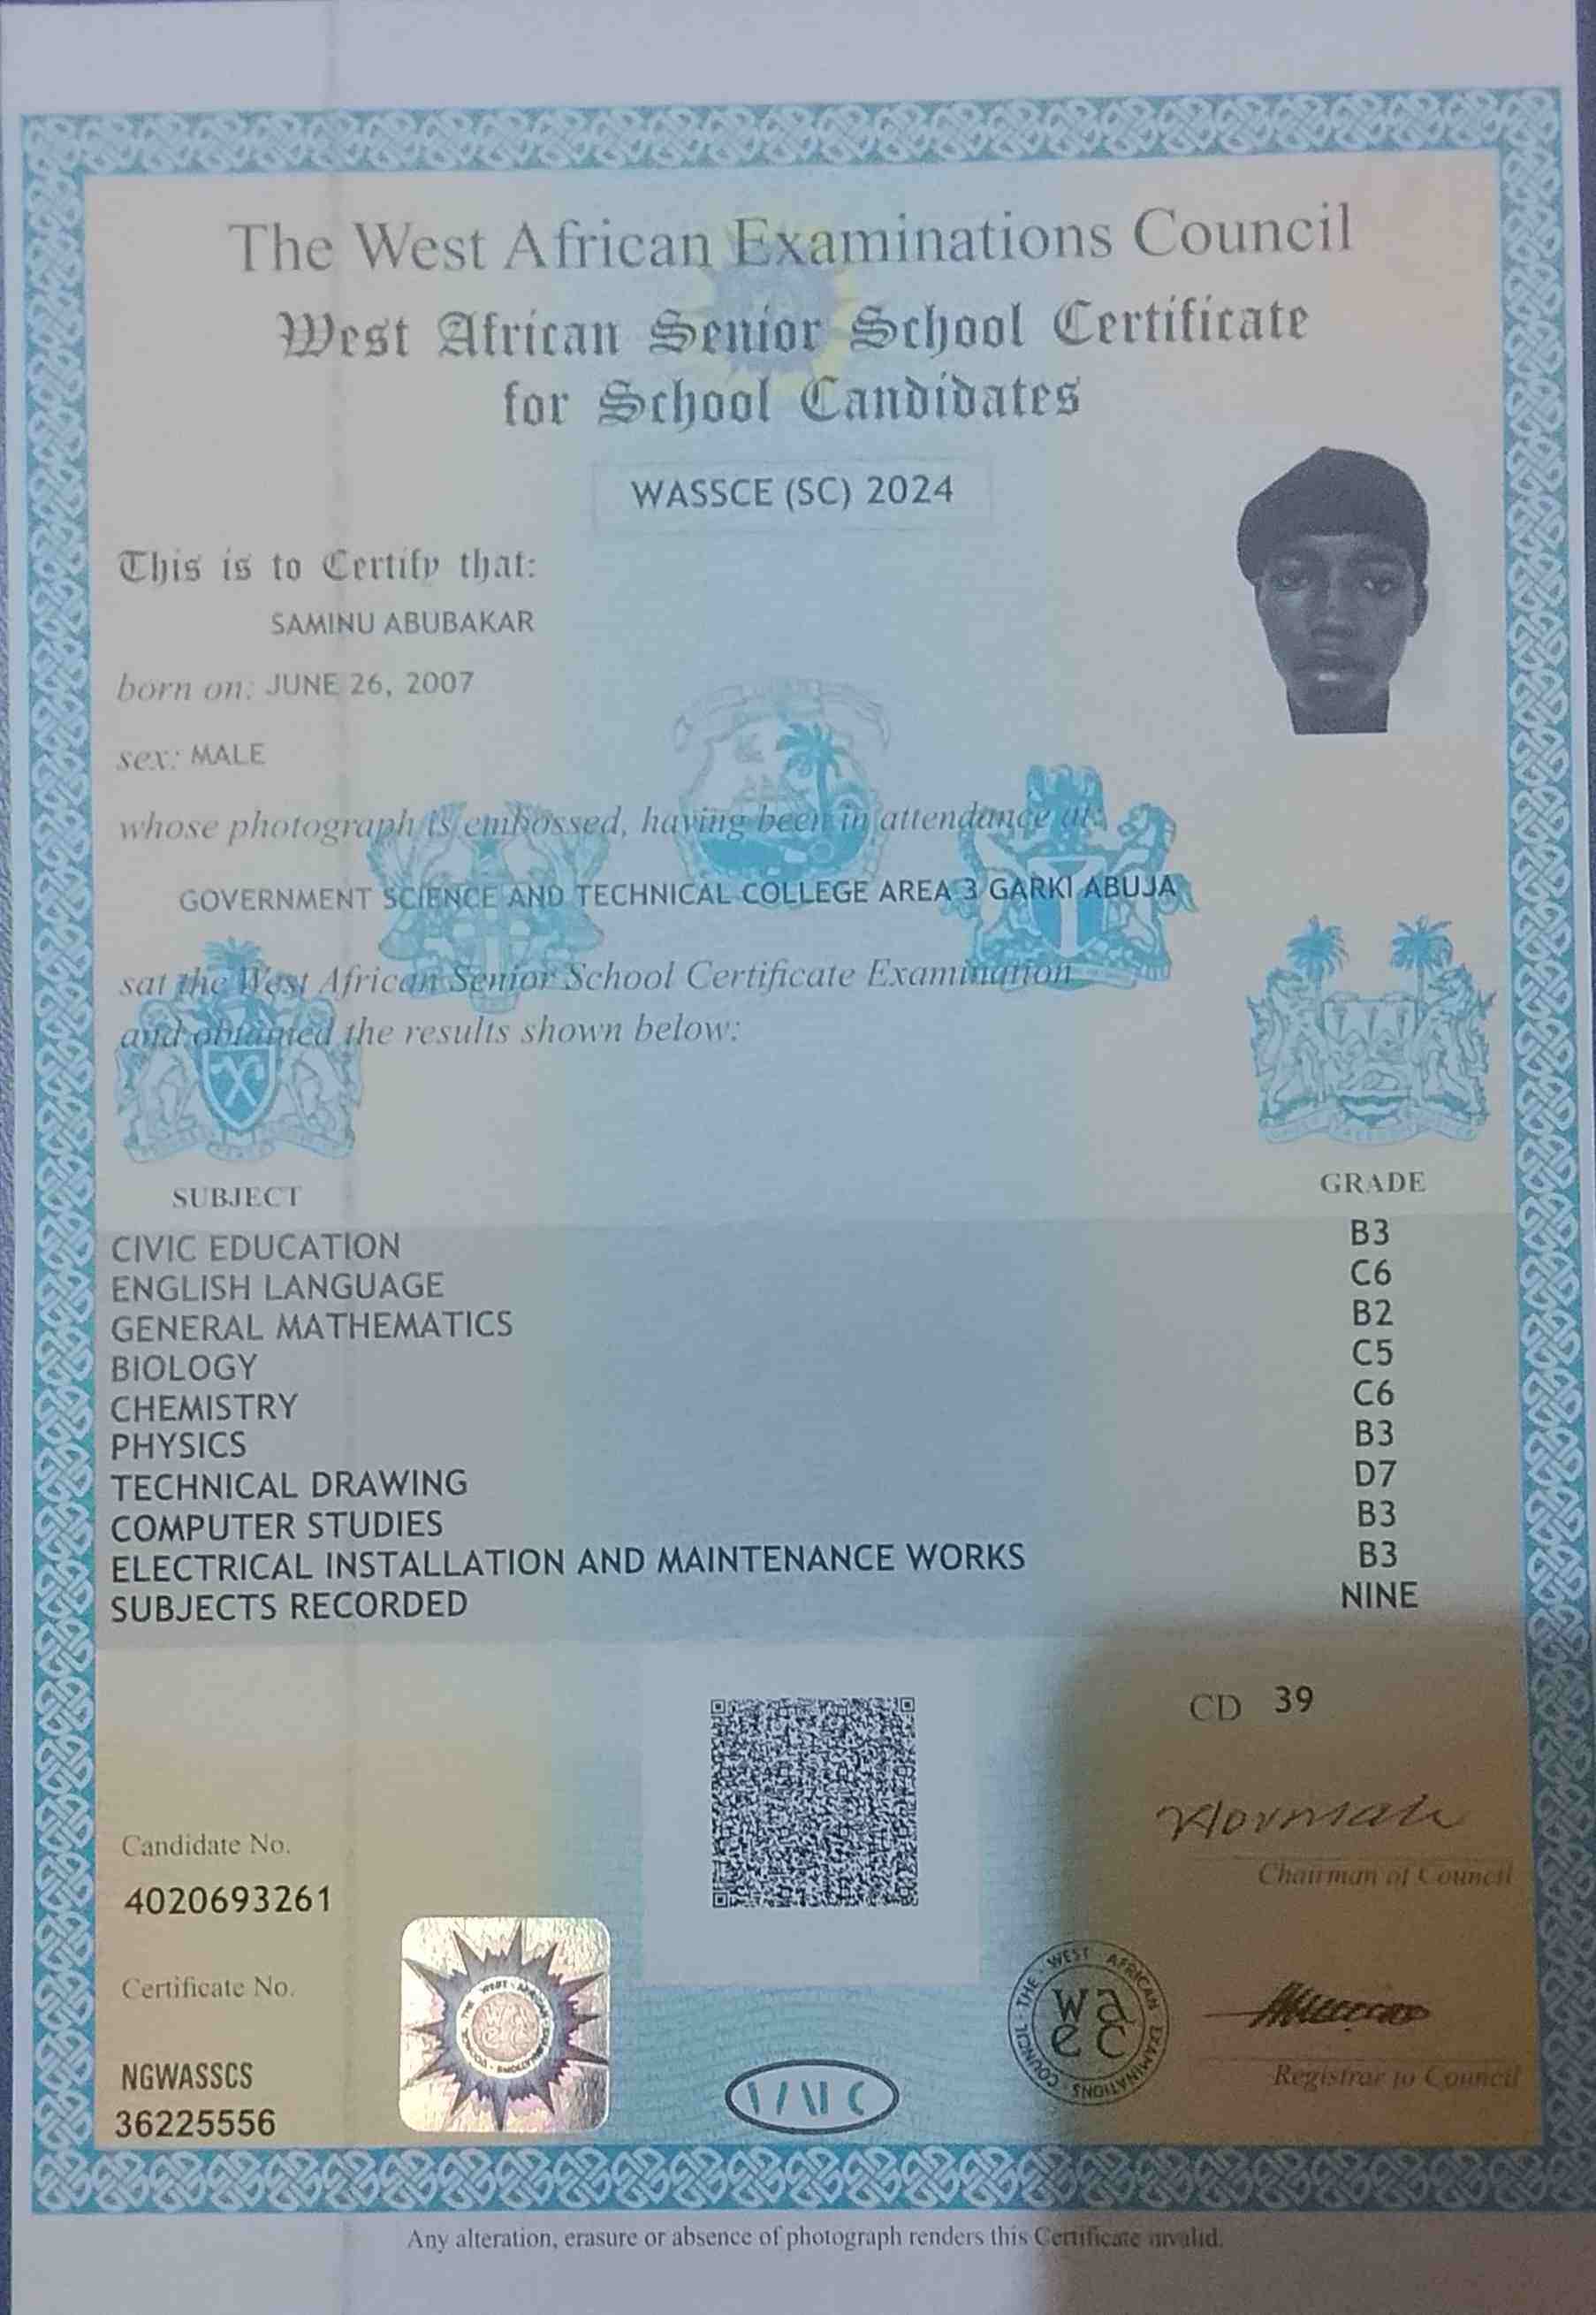 The West African Examinations Council
West African Senior School Certificate
for School Candidates
WASSCE (SC) 2024
This is to Certify that:
SAMINU ABUBAKAR
born on: JUNE 26, 2007
sex: MALE
whose photograph is embossed, having been in attendance at:
GOVERNMENT SCIENCE AND TECHNICAL COLLEGE AREA 3 GARKI ABUJA
sat the West African Senior School Certificate Examination
and obtained the results shown below:
SUBJECT GRADE
CIVIC EDUCATION B3
ENGLISH LANGUAGE C6
GENERAL MATHEMATICS B2
BIOLOGY C5
CHEMISTRY C6
PHYSICS B3
TECHNICAL DRAWING D7
COMPUTER STUDIES B3
ELECTRICAL INSTALLATION AND MAINTENANCE WORKS B3
SUBJECTS RECORDED NINE
CD 39
Chairman of Council
Candidate No.
4020693261
Certificate No.
NGWASSCS
36225556
THE WEST AFRICAN EXAMINATIONS COUNCIL
waec
Registrar to Council
Any alteration, erasure or absence of photograph renders this Certificate invalid.